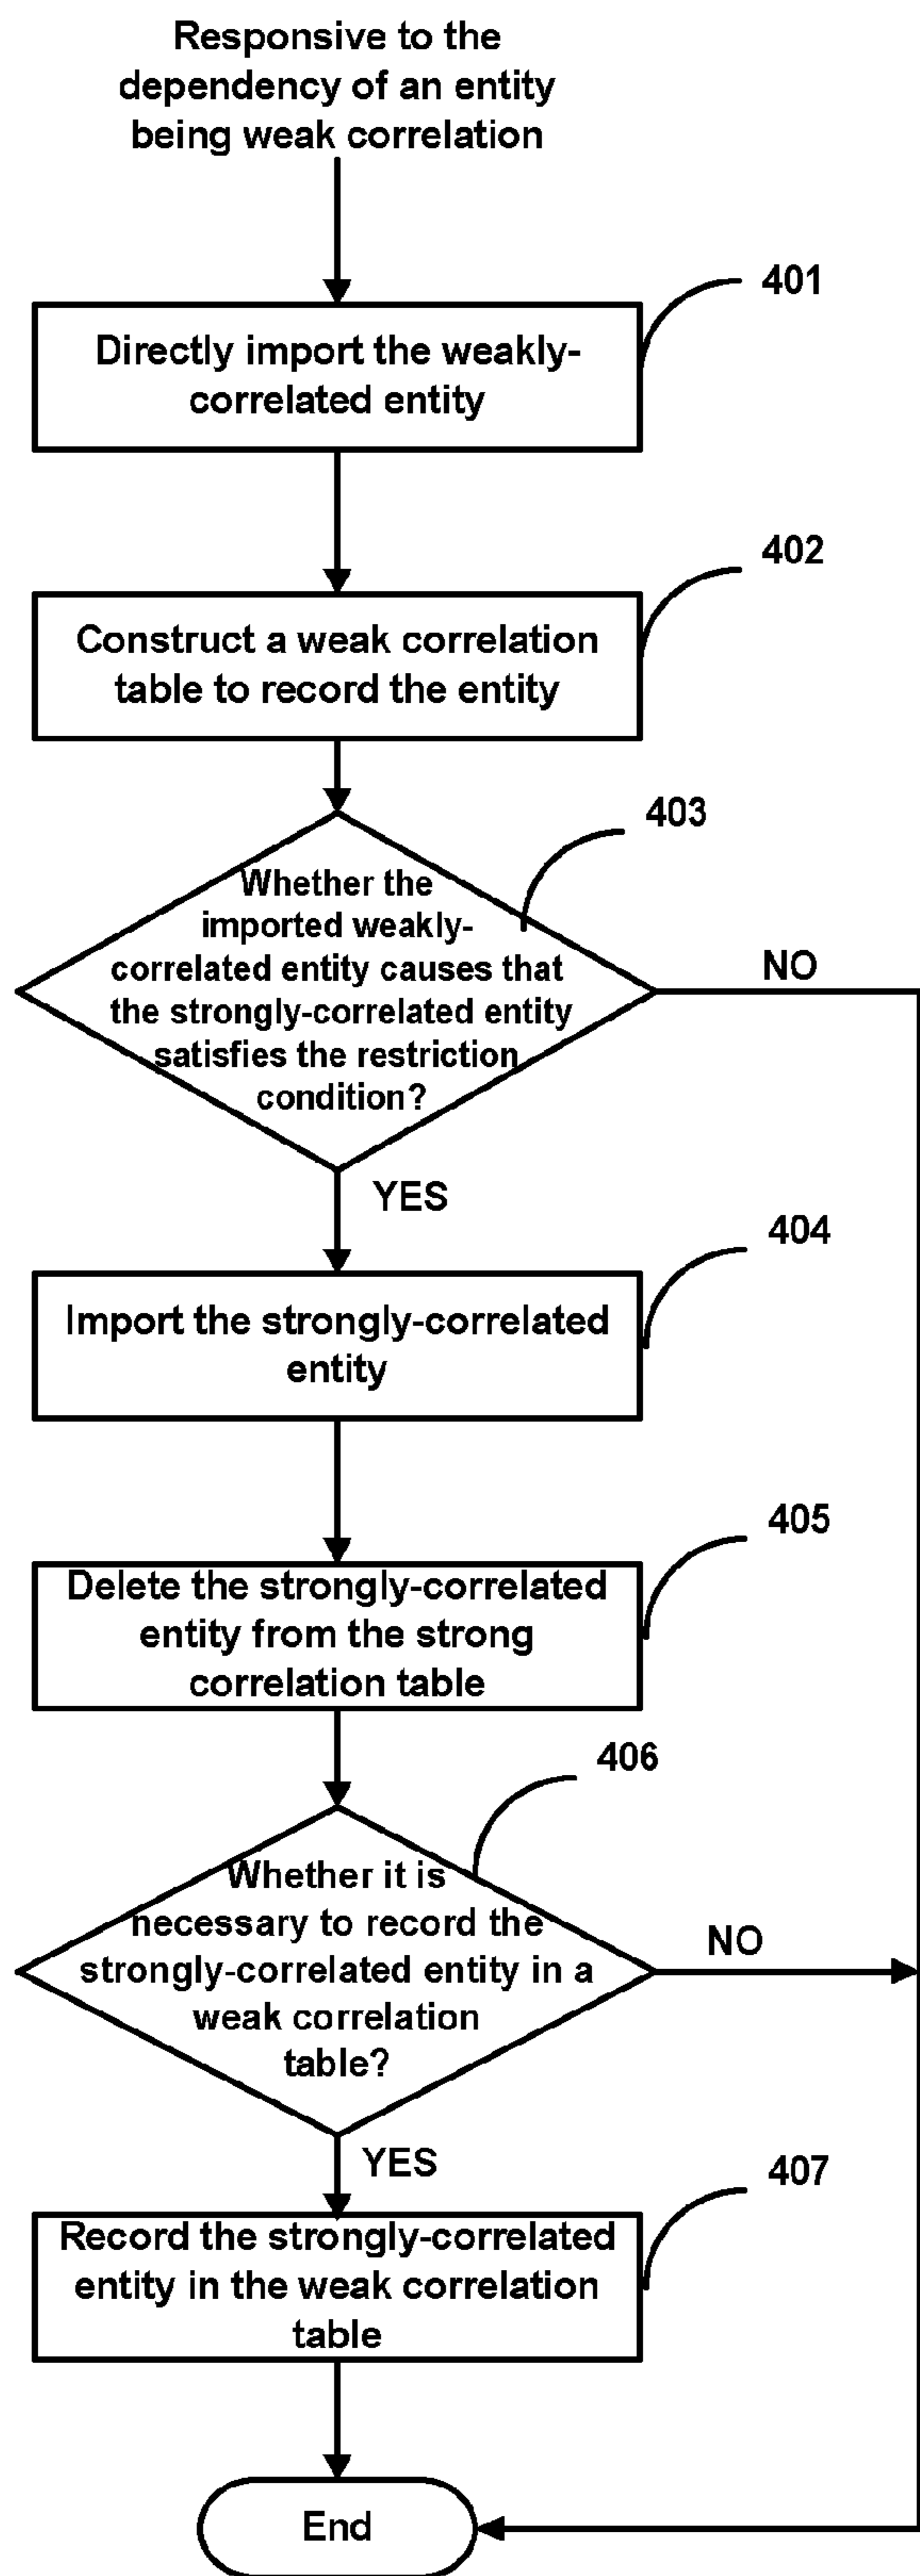 Responsive to the
dependency of an entity
being weak correlation
401
Directly import the weakly-
correlated entity
402
Construct a weak correlation
table to record the entity
403
Whether the
imported weakly-
correlated entity causes that
the strongly-correlated entity
satisfies the restriction
condition?
NO
YES
404
Import the strongly-correlated
entity
405
Delete the strongly-correlated
entity from the strong
correlation table
406
Whether it is
necessary to record the
strongly-correlated entity in a
weak correlation
table?
NO
YES
407
Record the strongly-correlated
entity in the weak correlation
table
End